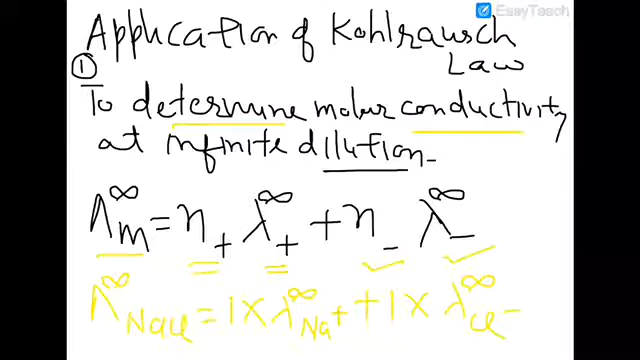 EasyTeach
Application of Kohlrausch
① Law
To determine molar conductivity
at infinite dilution.
Λ∞m = n+ λ∞+ + n- λ∞-
Λ∞NaCl = 1 × λ∞Na+ + 1 × λ∞Cl-